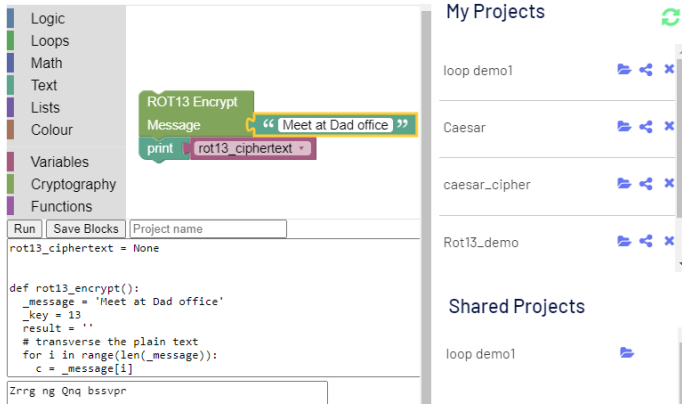 Logic
Loops
Math
Text
Lists
Colour
Variables
Cryptography
Functions
ROT13 Encrypt
Message “ Meet at Dad office ”
print rot13_ciphertext
Run Save Blocks Project name
rot13_ciphertext = None
def rot13_encrypt():
_message = 'Meet at Dad office'
_key = 13
result = ''
# transverse the plain text
for i in range(len(_message)):
c = _message[i]
Zrrg ng Qnq bssvpr
My Projects
loop demo1
Caesar
caesar_cipher
Rot13_demo
Shared Projects
loop demo1